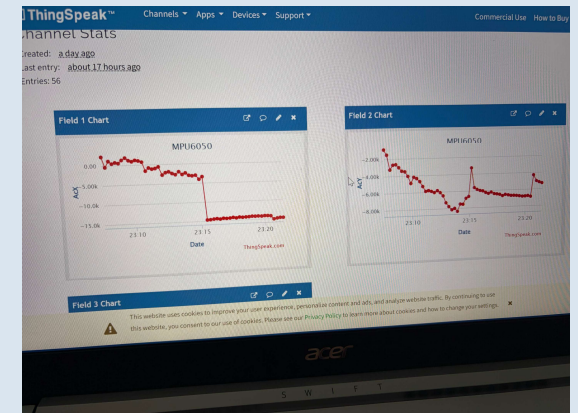 ThingSpeak™
Channels Apps Devices Support
Commercial Use How to Buy
Channel Stats
Created: a day ago
Last entry: about 17 hours ago
Entries: 56
Field 1 Chart
MPU6050
0.00
-5.00k
-10.0k
-15.0k
AcX
23:10
23:15
23:20
Date
ThingSpeak.com
Field 2 Chart
MPU6050
-2.00k
-4.00k
-6.00k
-8.00k
AcY
23:10
23:15
23:20
Date
ThingSpeak.com
Field 3 Chart
This website uses cookies to improve your user experience, personalize content and ads, and analyze website traffic. By continuing to use
this website, you consent to our use of cookies. Please see our Privacy Policy to learn more about cookies and how to change your settings.
acer
SWIFT